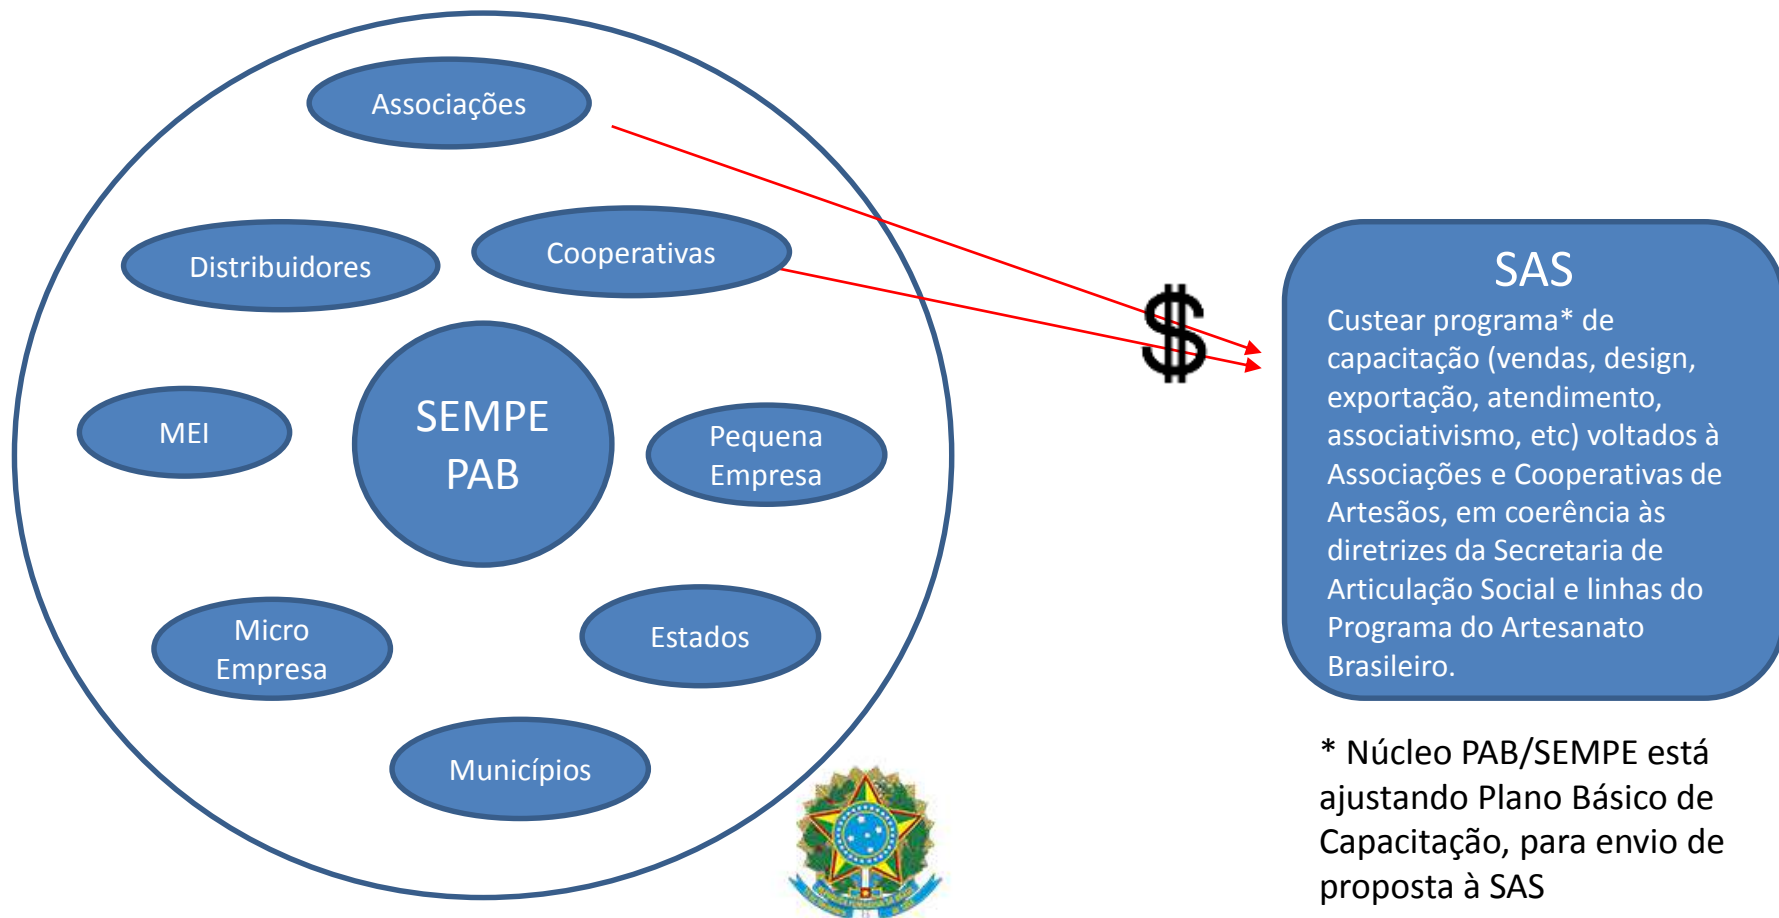 Associações
Distribuidores
Cooperativas
SEMPE
PAB
MEI
Pequena
Empresa
Micro
Empresa
Estados
Municípios
$
SAS
Custear programa* de
capacitação (vendas, design,
exportação, atendimento,
associativismo, etc) voltados à
Associações e Cooperativas de
Artesãos, em coerência às
diretrizes da Secretaria de
Articulação Social e linhas do
Programa do Artesanato
Brasileiro.
* Núcleo PAB/SEMPE está
ajustando Plano Básico de
Capacitação, para envio de
proposta à SAS